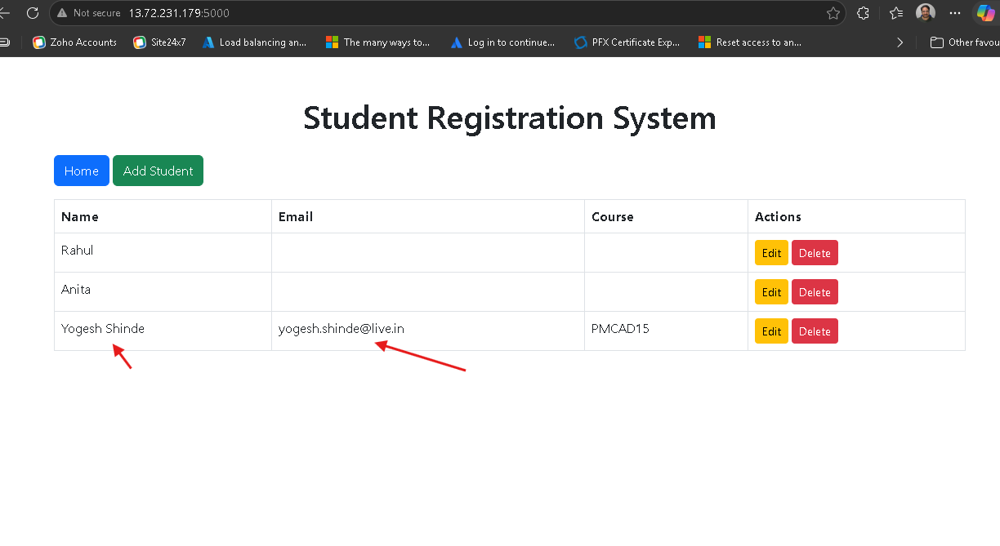 Not secure 13.72.231.179:5000
Zoho Accounts Site24x7 Load balancing an... The many ways to... Log in to continue... PFX Certificate Exp... Reset access to an... Other favou
Student Registration System
Home Add Student
Name Email Course Actions
Rahul Edit Delete
Anita Edit Delete
Yogesh Shinde yogesh.shinde@live.in PMCAD15 Edit Delete